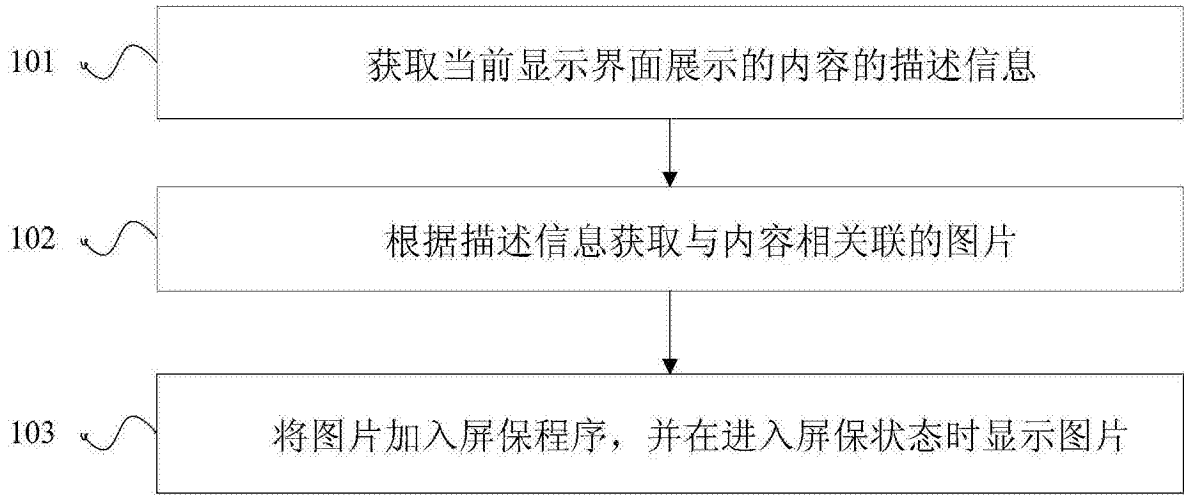 101 获取当前显示界面展示的内容的描述信息
102 根据描述信息获取与内容相关联的图片
103 将图片加入屏保程序，并在进入屏保状态时显示图片